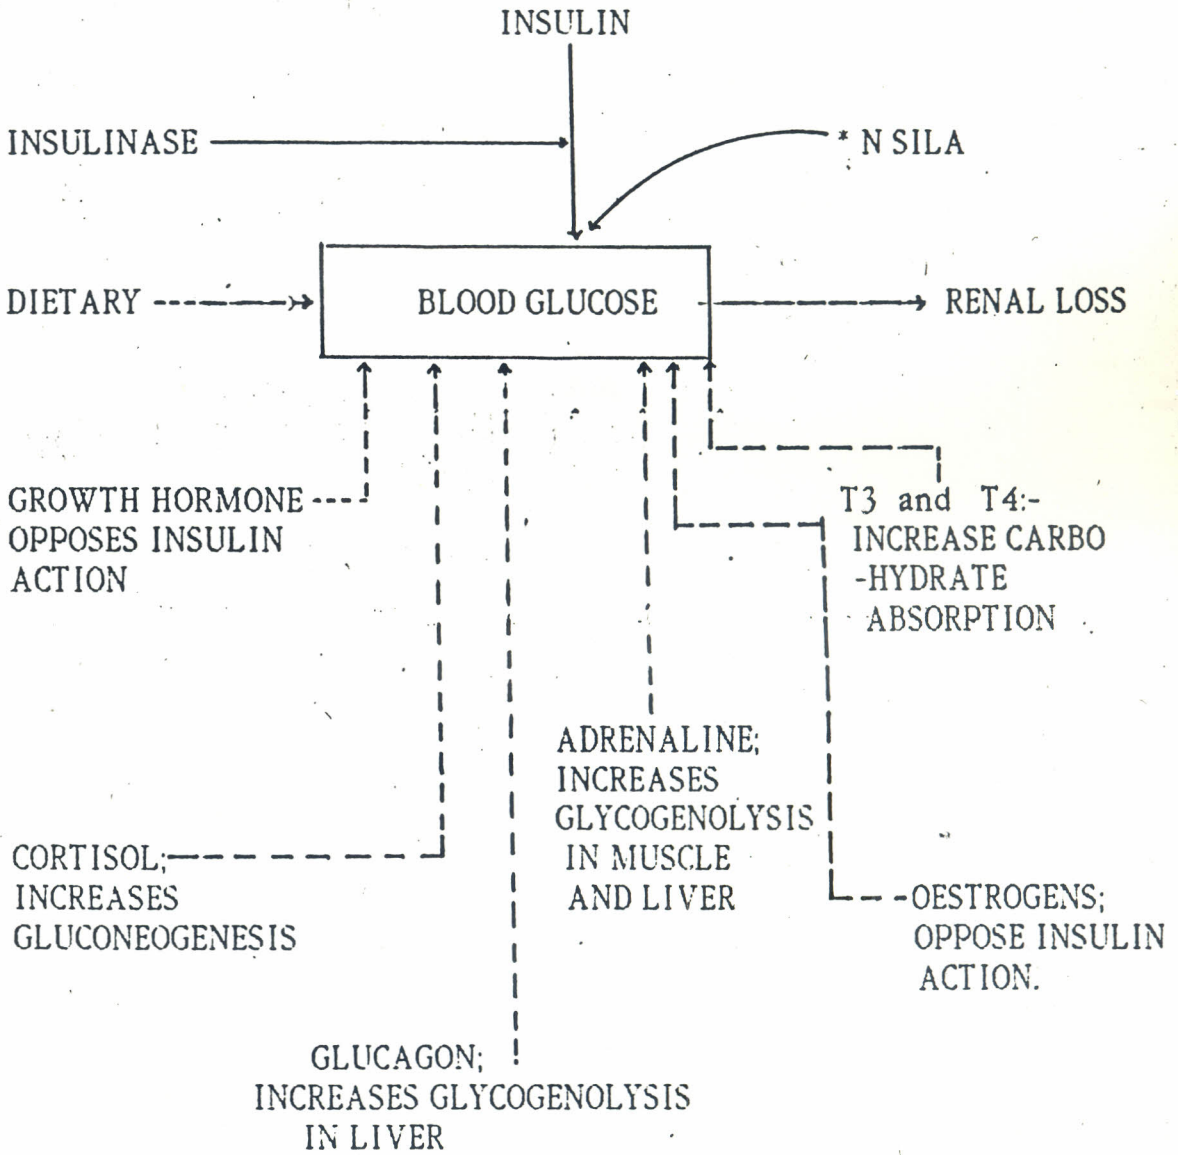 INSULIN
INSULINASE
* N SILA
DIETARY
BLOOD GLUCOSE
RENAL LOSS
GROWTH HORMONE
OPPOSES INSULIN
ACTION
T3 and T4:-
INCREASE CARBO
-HYDRATE
ABSORPTION
ADRENALINE;
INCREASES
GLYCOGENOLYSIS
IN MUSCLE
AND LIVER
CORTISOL;
INCREASES
GLUCONEOGENESIS
OESTROGENS;
OPPOSE INSULIN
ACTION.
GLUCAGON;
INCREASES GLYCOGENOLYSIS
IN LIVER